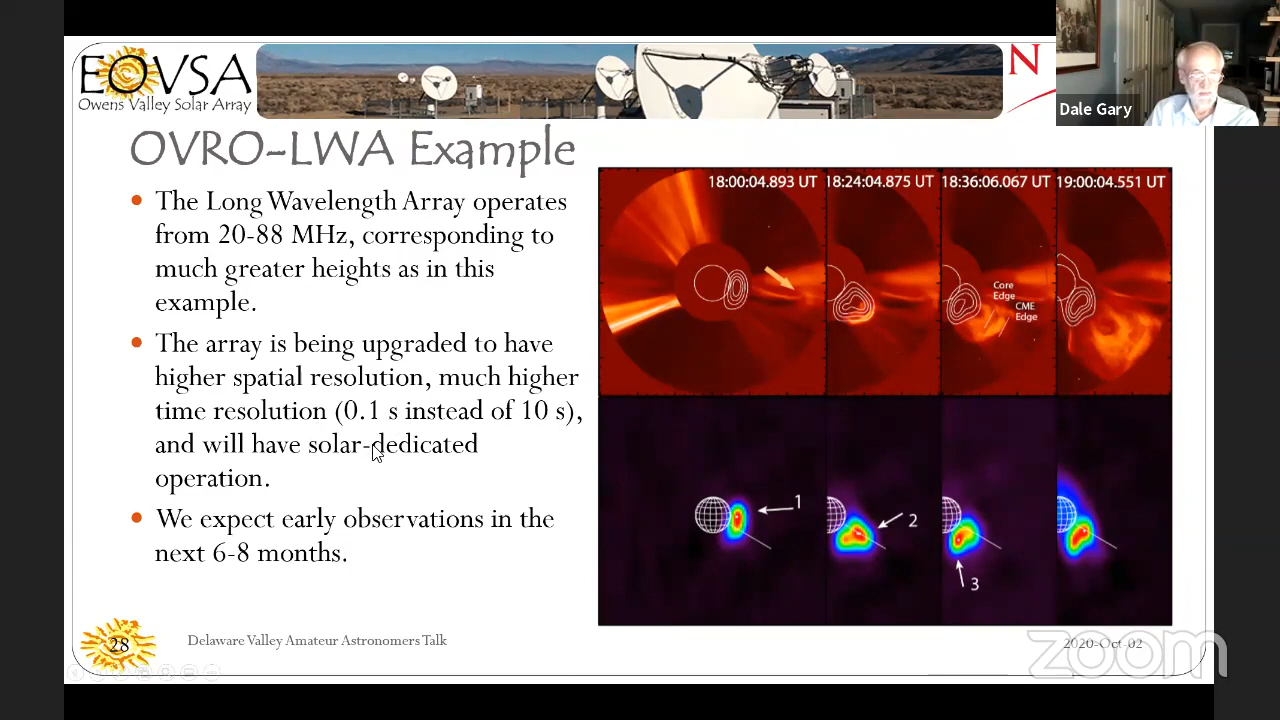 EOVSA
Owens Valley Solar Array
N
Dale Gary
OVRO-LWA Example
The Long Wavelength Array operates
from 20-88 MHz, corresponding to
much greater heights as in this
example.
The array is being upgraded to have
higher spatial resolution, much higher
time resolution (0.1 s instead of 10 s),
and will have solar-dedicated
operation.
We expect early observations in the
next 6-8 months.
18:00:04.893 UT
18:24:04.875 UT
18:36:06.067 UT
19:00:04.551 UT
Core
Edge
CME
Edge
1
2
3
28
Delaware Valley Amateur Astronomers Talk
2020-Oct-02
zoom